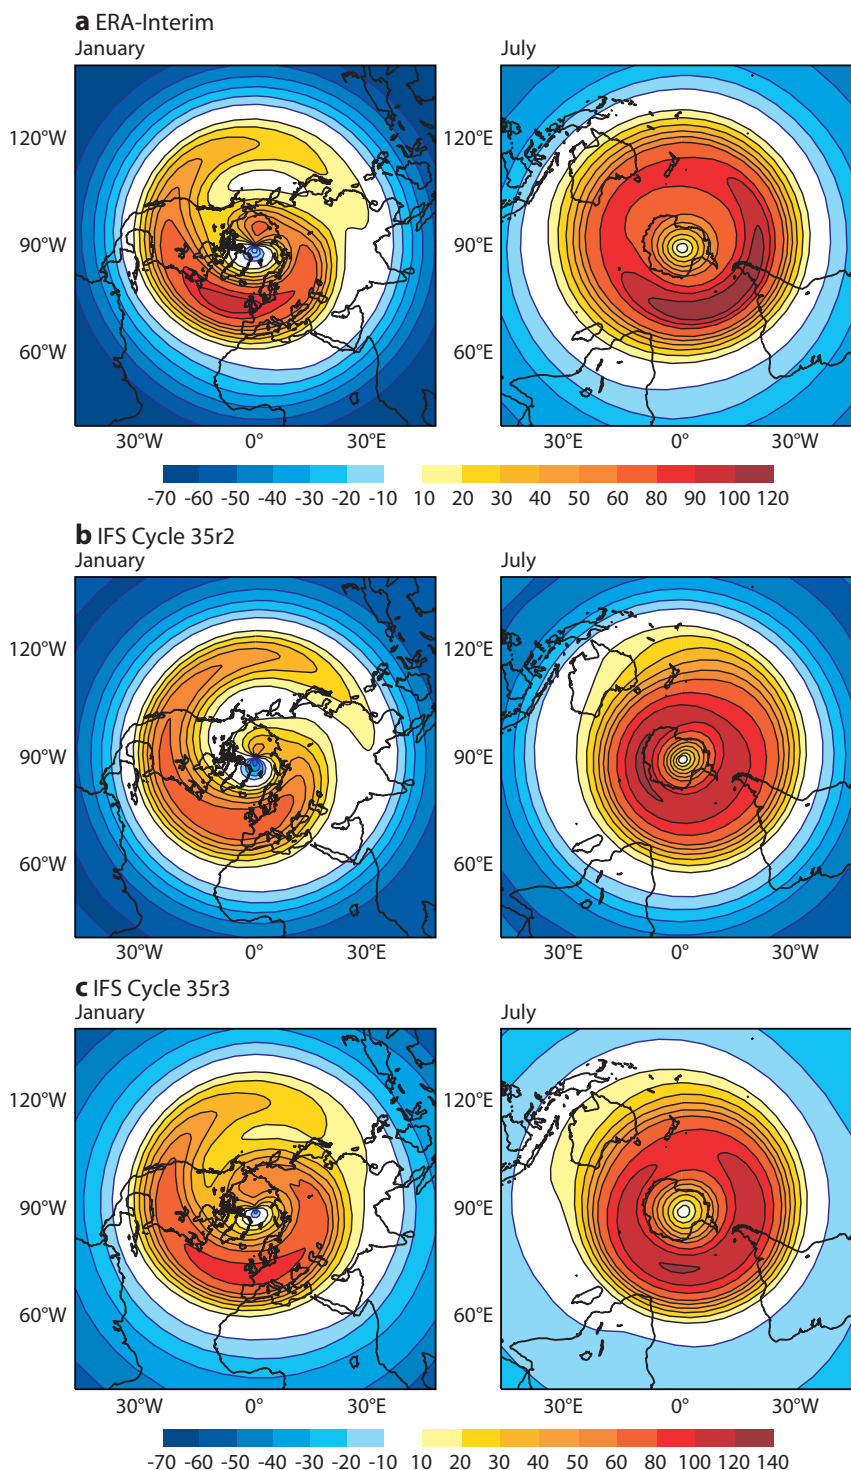 a ERA-Interim
January
July
120°W
90°W
60°W
120°E
90°E
60°E
30°W 0° 30°E
30°E 0° 30°W
-70 -60 -50 -40 -30 -20 -10 10 20 30 40 50 60 80 90 100 120
b IFS Cycle 35r2
January
July
120°W
90°W
60°W
120°E
90°E
60°E
30°W 0° 30°E
30°E 0° 30°W
c IFS Cycle 35r3
January
July
120°W
90°W
60°W
120°E
90°E
60°E
30°W 0° 30°E
30°E 0° 30°W
-70 -60 -50 -40 -30 -20 -10 10 20 30 40 50 60 80 100 120 140